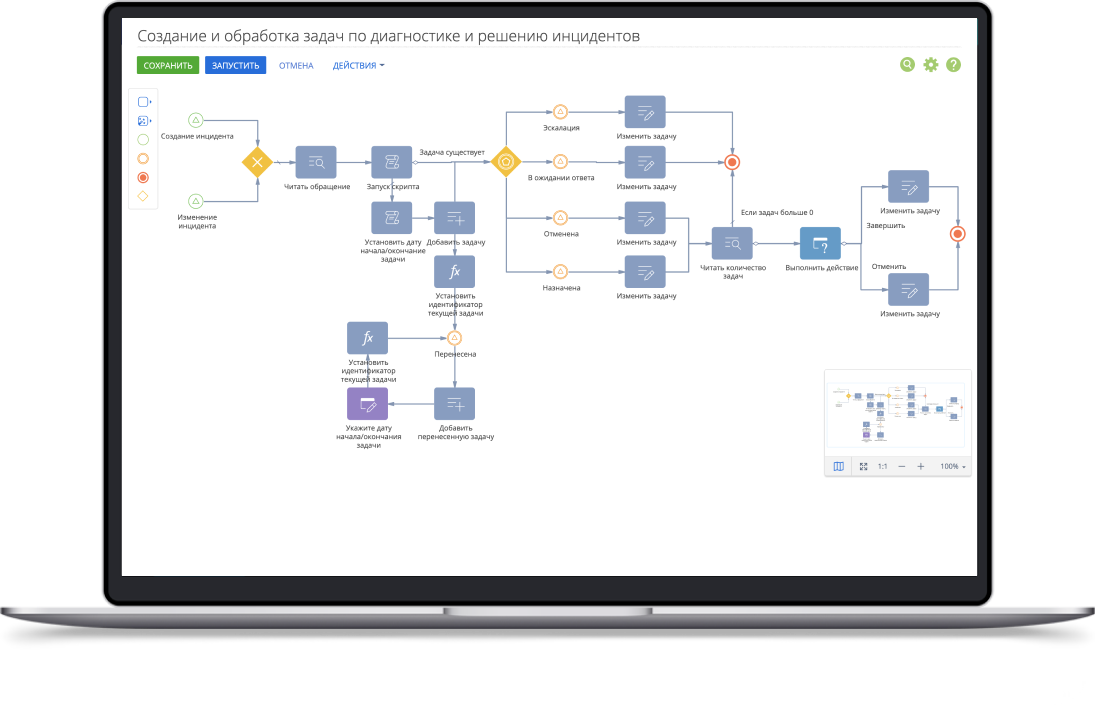 Создание и обработка задач по диагностике и решению инцидентов
СОХРАНИТЬ
ЗАПУСТИТЬ
ОТМЕНА
ДЕЙСТВИЯ
Создание инцидента
Изменение
инцидента
Читать обращение
Запуск скрипта
Задача существует
Установить дату
начала/окончание
задачи
Добавить задачу
Установить
идентификатор
текущей задачи
Перенесена
Установить
идентификатор
текущей задачи
Укажите дату
начала/окончания
задачи
Добавить
перенесенную задачу
Эскалация
Изменить задачу
В ожидании ответа
Изменить задачу
Отменена
Изменить задачу
Назначена
Изменить задачу
Если задач больше 0
Читать количество
задач
Выполнить действие
Изменить задачу
Завершить
Отменить
Изменить задачу
1:1
100%